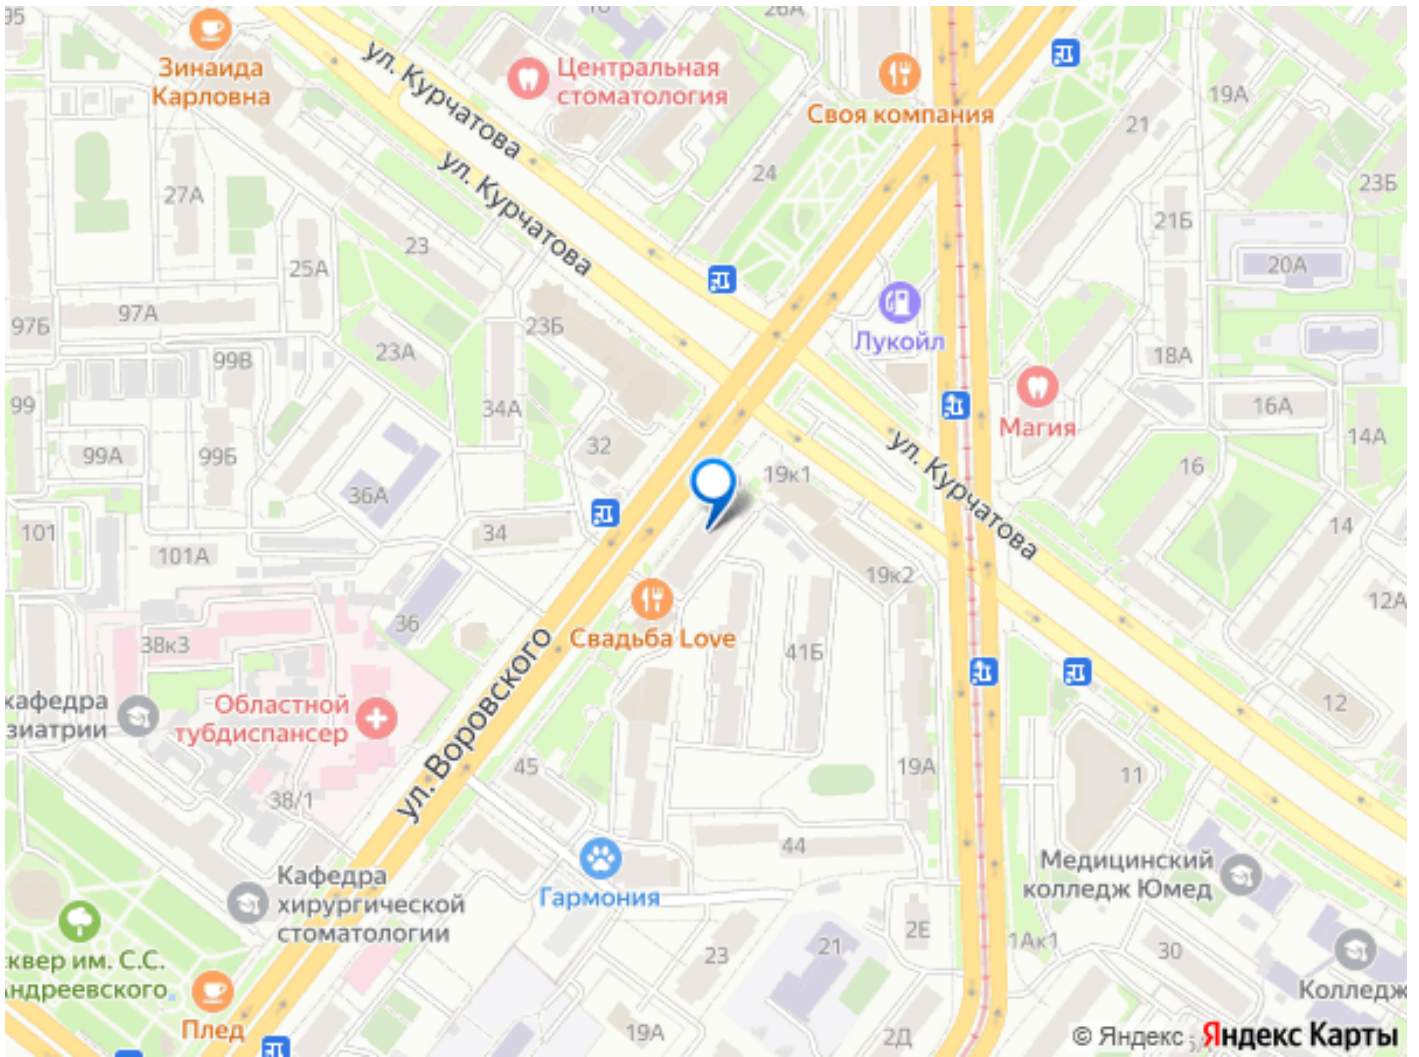 95
Зинаида
Карловна
ул. Курчатова
Центральная
стоматология
26А
Своя компания
19А
21
ул. Курчатова
24
23Б
27А
23
25А
21Б
20А
97Б
97А
23Б
Лукойл
99В
23А
18А
99
34А
Магия
16А
14А
99А
99Б
32
19к1
ул. Курчатова
16
36А
101
101А
34
14
19к2
12А
38к3
36
Свадьба Love
41Б
кафедра
зиатрии
Областной
тубдиспансер
ул. Воровского
12
45
19А
11
38/1
44
Кафедра
хирургической
стоматологии
Гармония
Медицинский
колледж Юмед
сквер им. С.С.
Андреевского
23
21
2Е
1Ак1
30
Колледж
Плед
19А
2Д
© Яндекс
Яндекс Карты